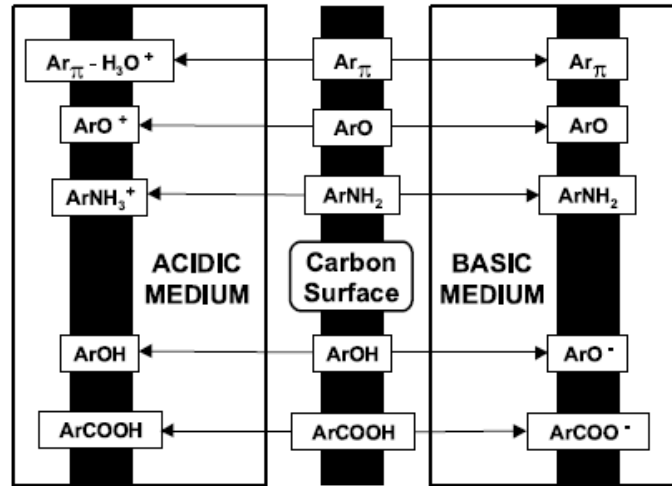 Arπ - H3O+ Arπ Arπ
ArO+ ArO ArO
ArNH3+ ArNH2 ArNH2
ACIDIC MEDIUM
Carbon Surface
BASIC MEDIUM
ArOH ArOH ArO-
ArCOOH ArCOOH ArCOO-